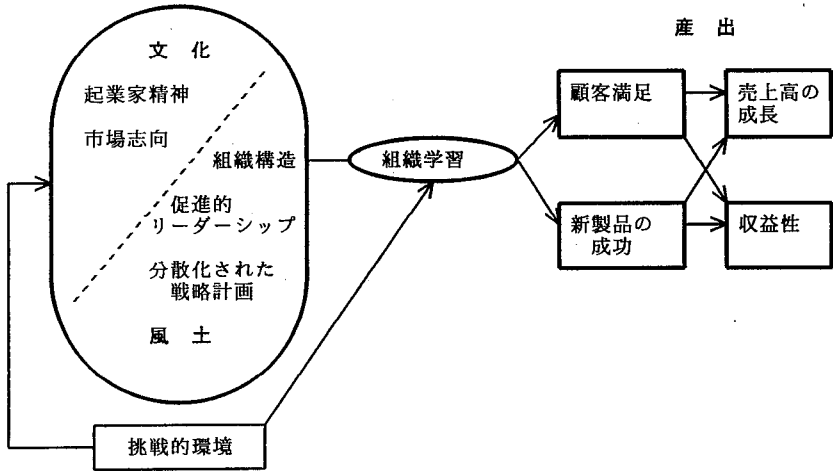 文化
起業家精神
市場志向
組織構造
促進的
リーダーシップ
分散化された
戦略計画
風土
挑戦的環境
組織学習
産出
顧客満足
新製品の
成功
売上高の
成長
収益性